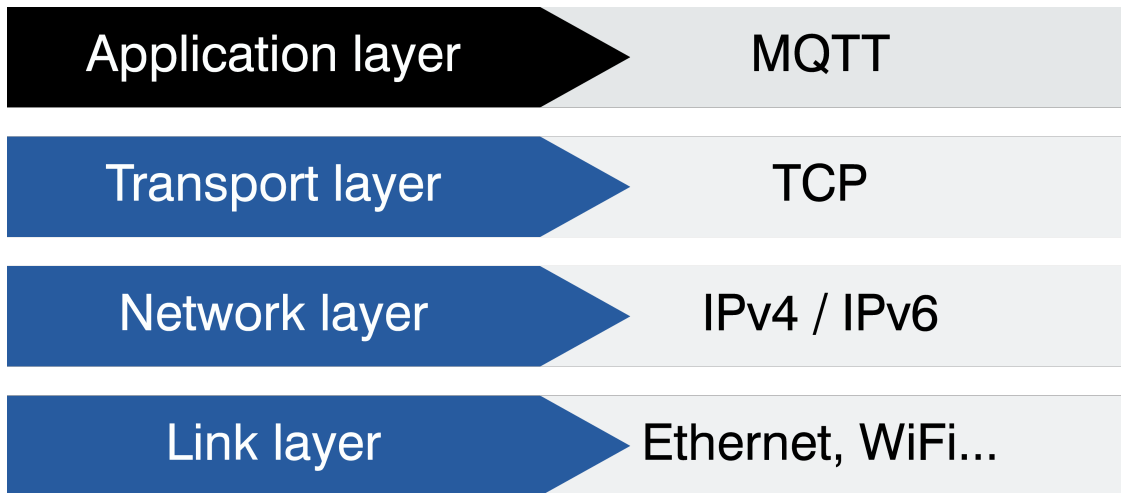 Application layer MQTT
Transport layer TCP
Network layer IPv4 / IPv6
Link layer Ethernet, WiFi...